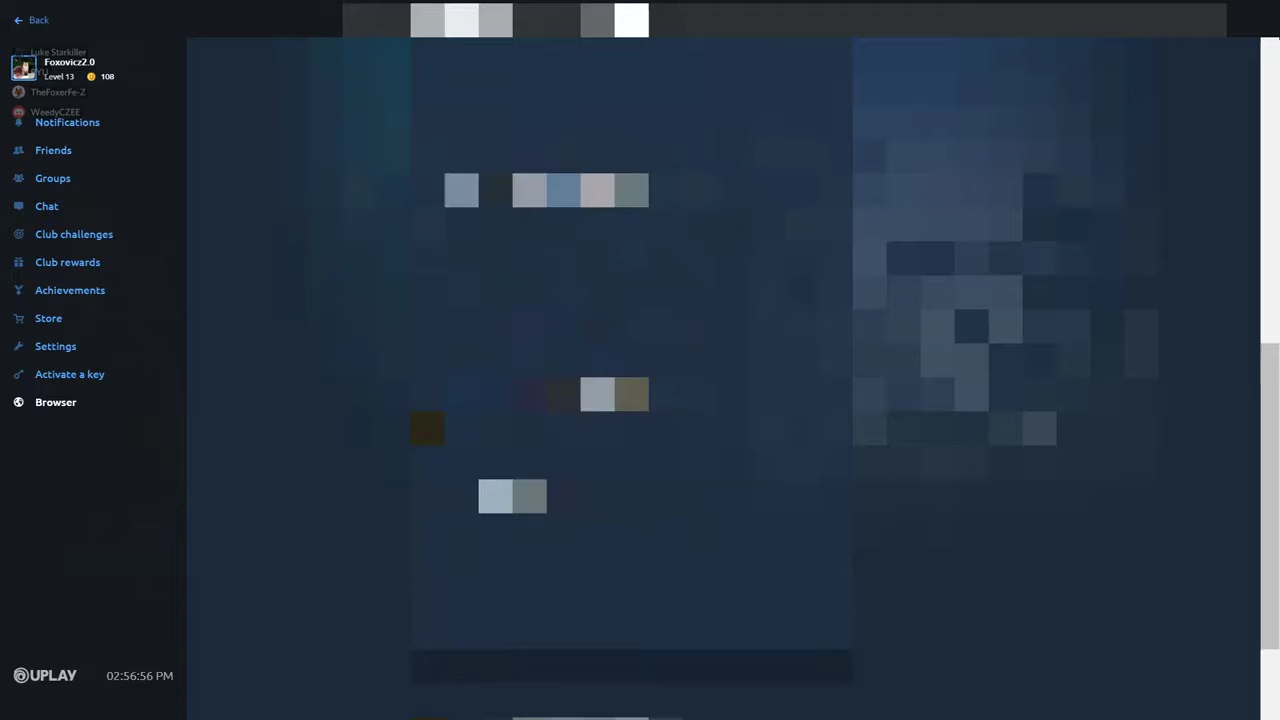 Back
Luke Starkiller
Foxovicz2.0
Level 13 108
TheFoxerFe-Z
WeedyCZEE
Notifications
Friends
Groups
Chat
Club challenges
Club rewards
Achievements
Store
Settings
Activate a key
Browser
UPLAY 02:56:56 PM